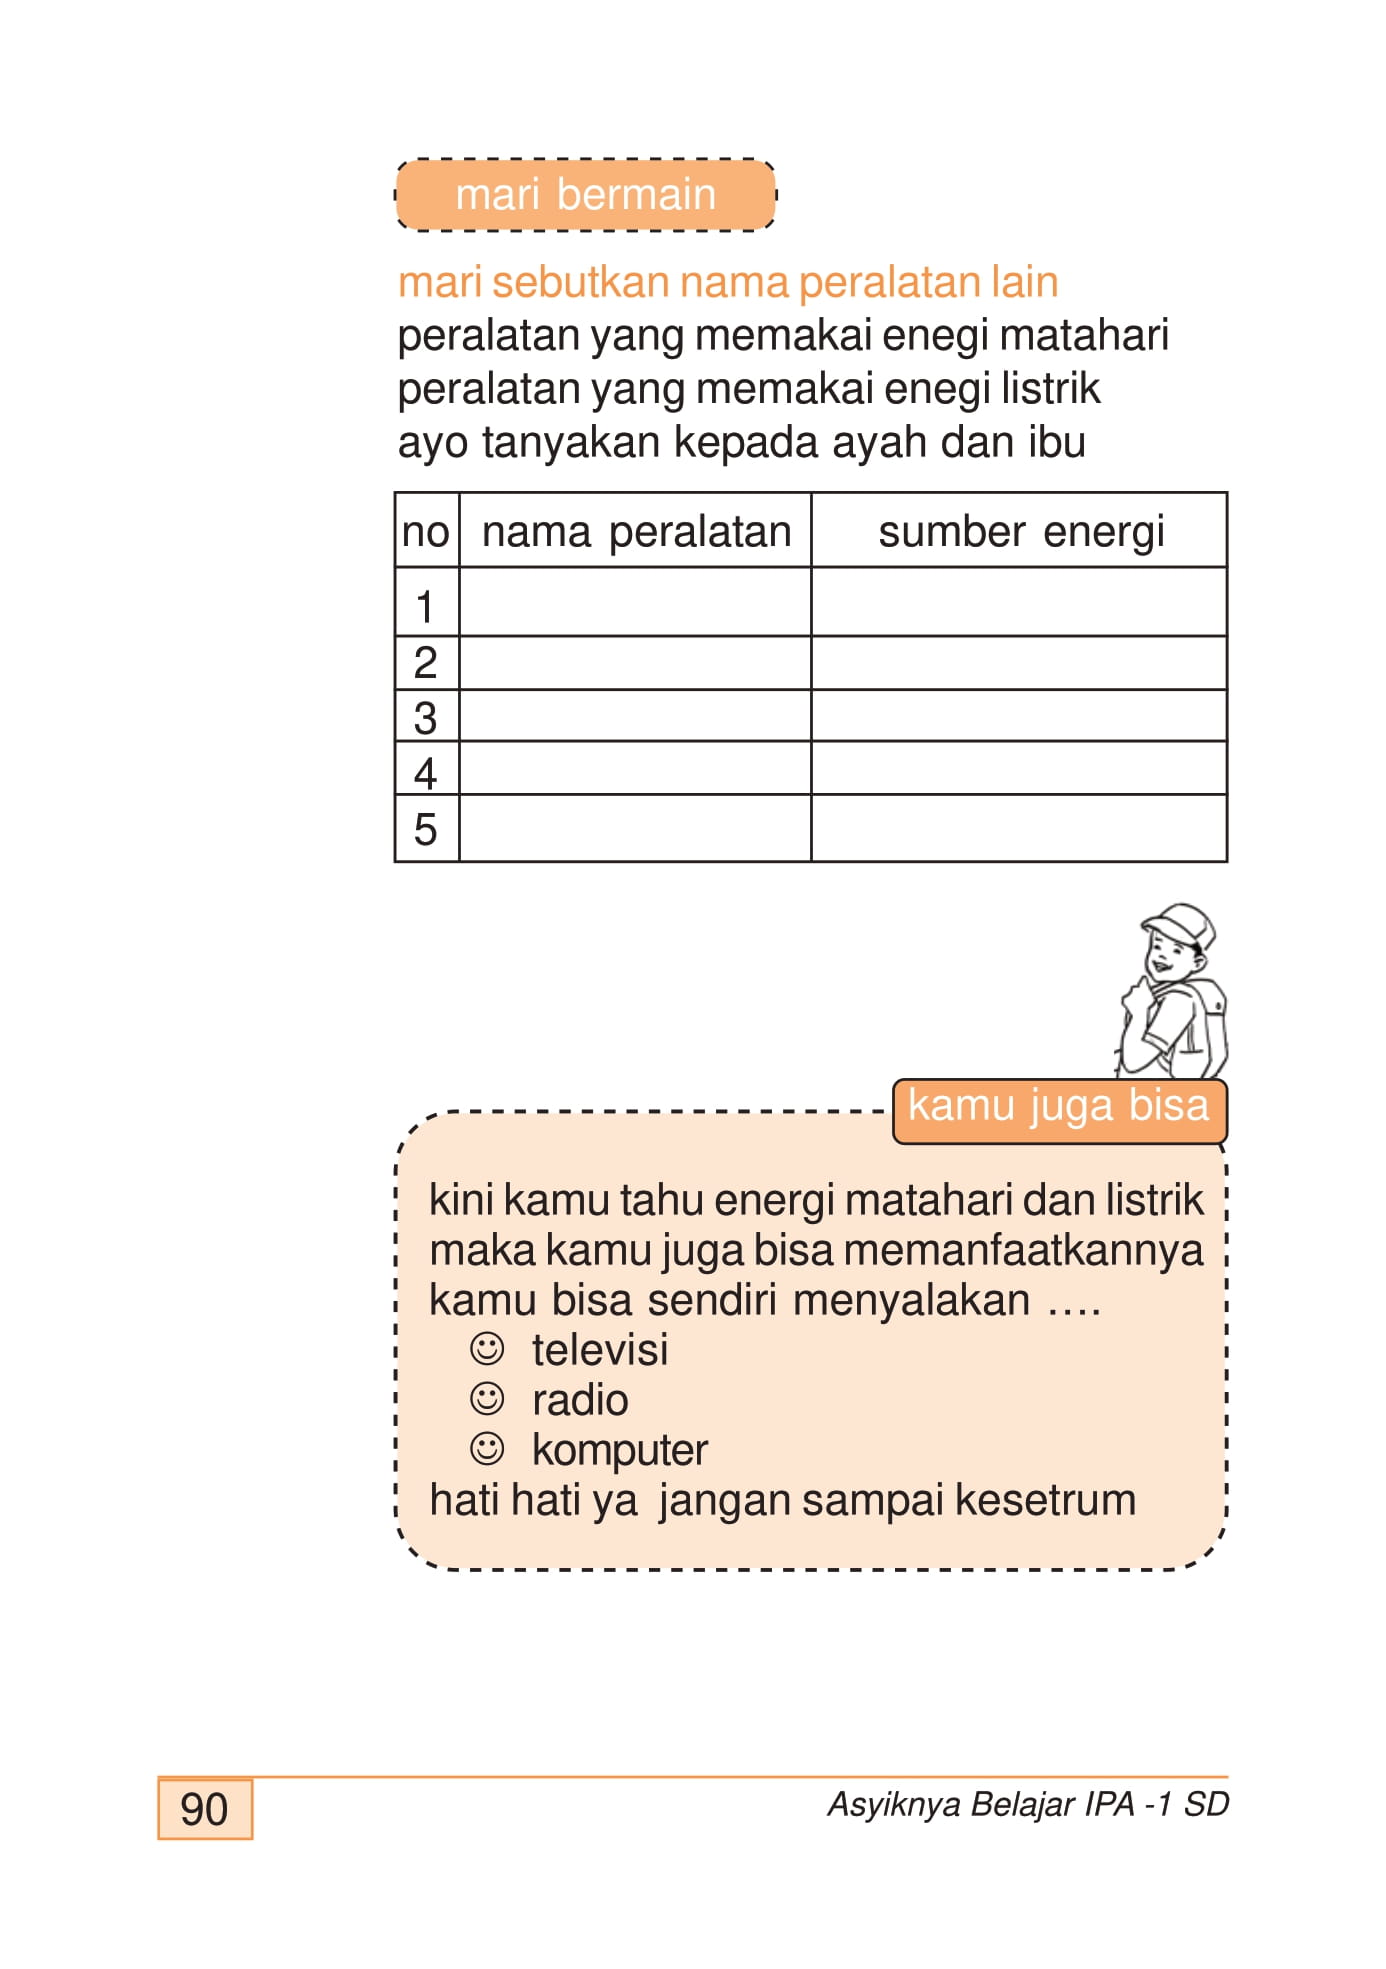 mari bermain
mari sebutkan nama peralatan lain
peralatan yang memakai enegi matahari
peralatan yang memakai enegi listrik
ayo tanyakan kepada ayah dan ibu
no nama peralatan sumber energi
1
2
3
4
5
kamu juga bisa
kini kamu tahu energi matahari dan listrik
maka kamu juga bisa memanfaatkannya
kamu bisa sendiri menyalakan ....
☺ televisi
☺ radio
☺ komputer
hati hati ya jangan sampai kesetrum
90 Asyiknya Belajar IPA -1 SD